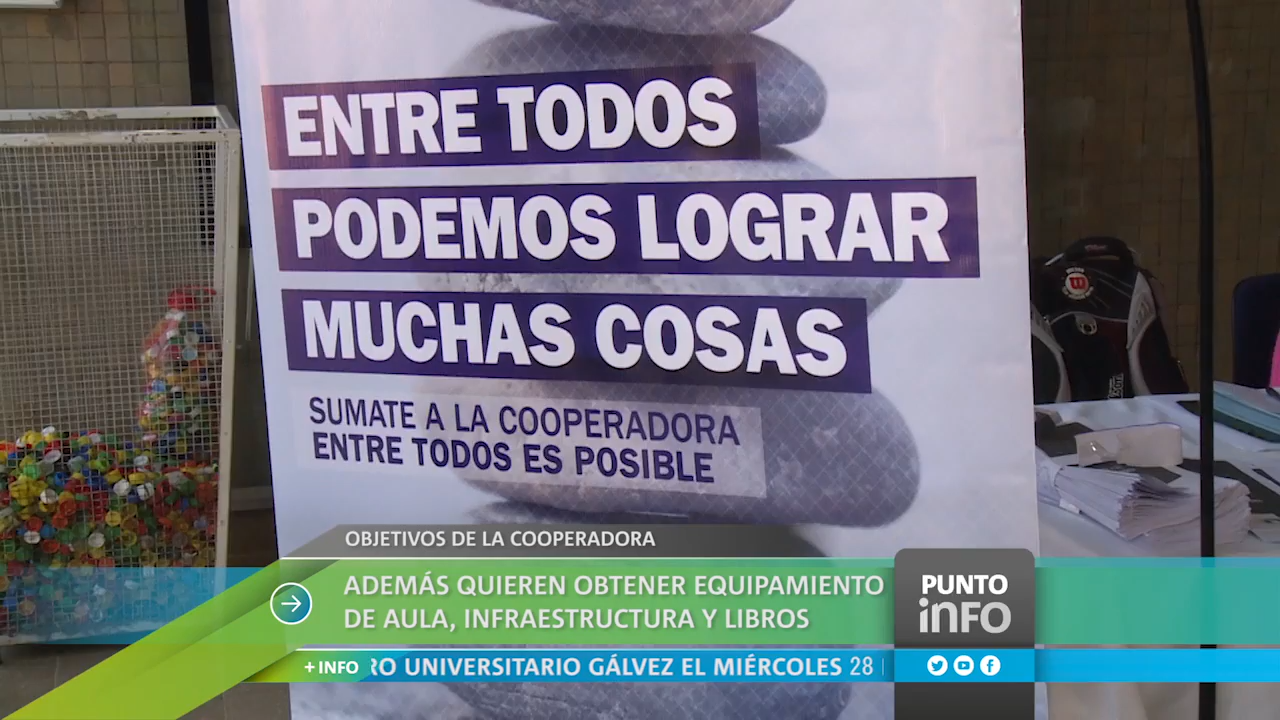 ENTRE TODOS
PODEMOS LOGRAR
MUCHAS COSAS
SUMATE A LA COOPERADORA
ENTRE TODOS ES POSIBLE
OBJETIVOS DE LA COOPERADORA
ADEMÁS QUIEREN OBTENER EQUIPAMIENTO
DE AULA, INFRAESTRUCTURA Y LIBROS
PUNTO
iNFO
+ INFO RO UNIVERSITARIO GÁLVEZ EL MIÉRCOLES 28